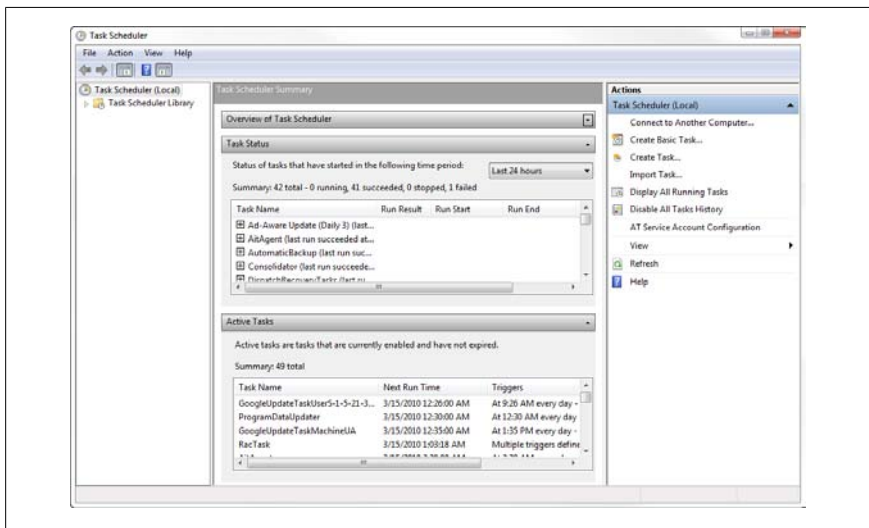 Task Scheduler
File Action View Help
Task Scheduler (Local)
Task Scheduler Library
Task Scheduler Summary
Overview of Task Scheduler
Task Status
Status of tasks that have started in the following time period:
Last 24 hours
Summary: 42 total - 0 running, 41 succeeded, 0 stopped, 1 failed
Task Name Run Result Run Start Run End
Ad-Aware Update (Daily 3) (last...
AitAgent (last run succeeded at...
AutomaticBackup (last run suc...
Consolidator (last run succeede...
DispatchRecoveryTasks (last ru...
Active Tasks
Active tasks are tasks that are currently enabled and have not expired.
Summary: 49 total
Task Name Next Run Time Triggers
GoogleUpdateTaskUserS-1-5-21-3... 3/15/2010 12:26:00 AM At 9:26 AM every day -
ProgramDataUpdater 3/15/2010 12:30:00 AM At 12:30 AM every day
GoogleUpdateTaskMachineUA 3/15/2010 12:35:00 AM At 1:35 PM every day -
RacTask 3/15/2010 1:03:18 AM Multiple triggers define
Actions
Task Scheduler (Local)
Connect to Another Computer...
Create Basic Task...
Create Task...
Import Task...
Display All Running Tasks
Disable All Tasks History
AT Service Account Configuration
View
Refresh
Help